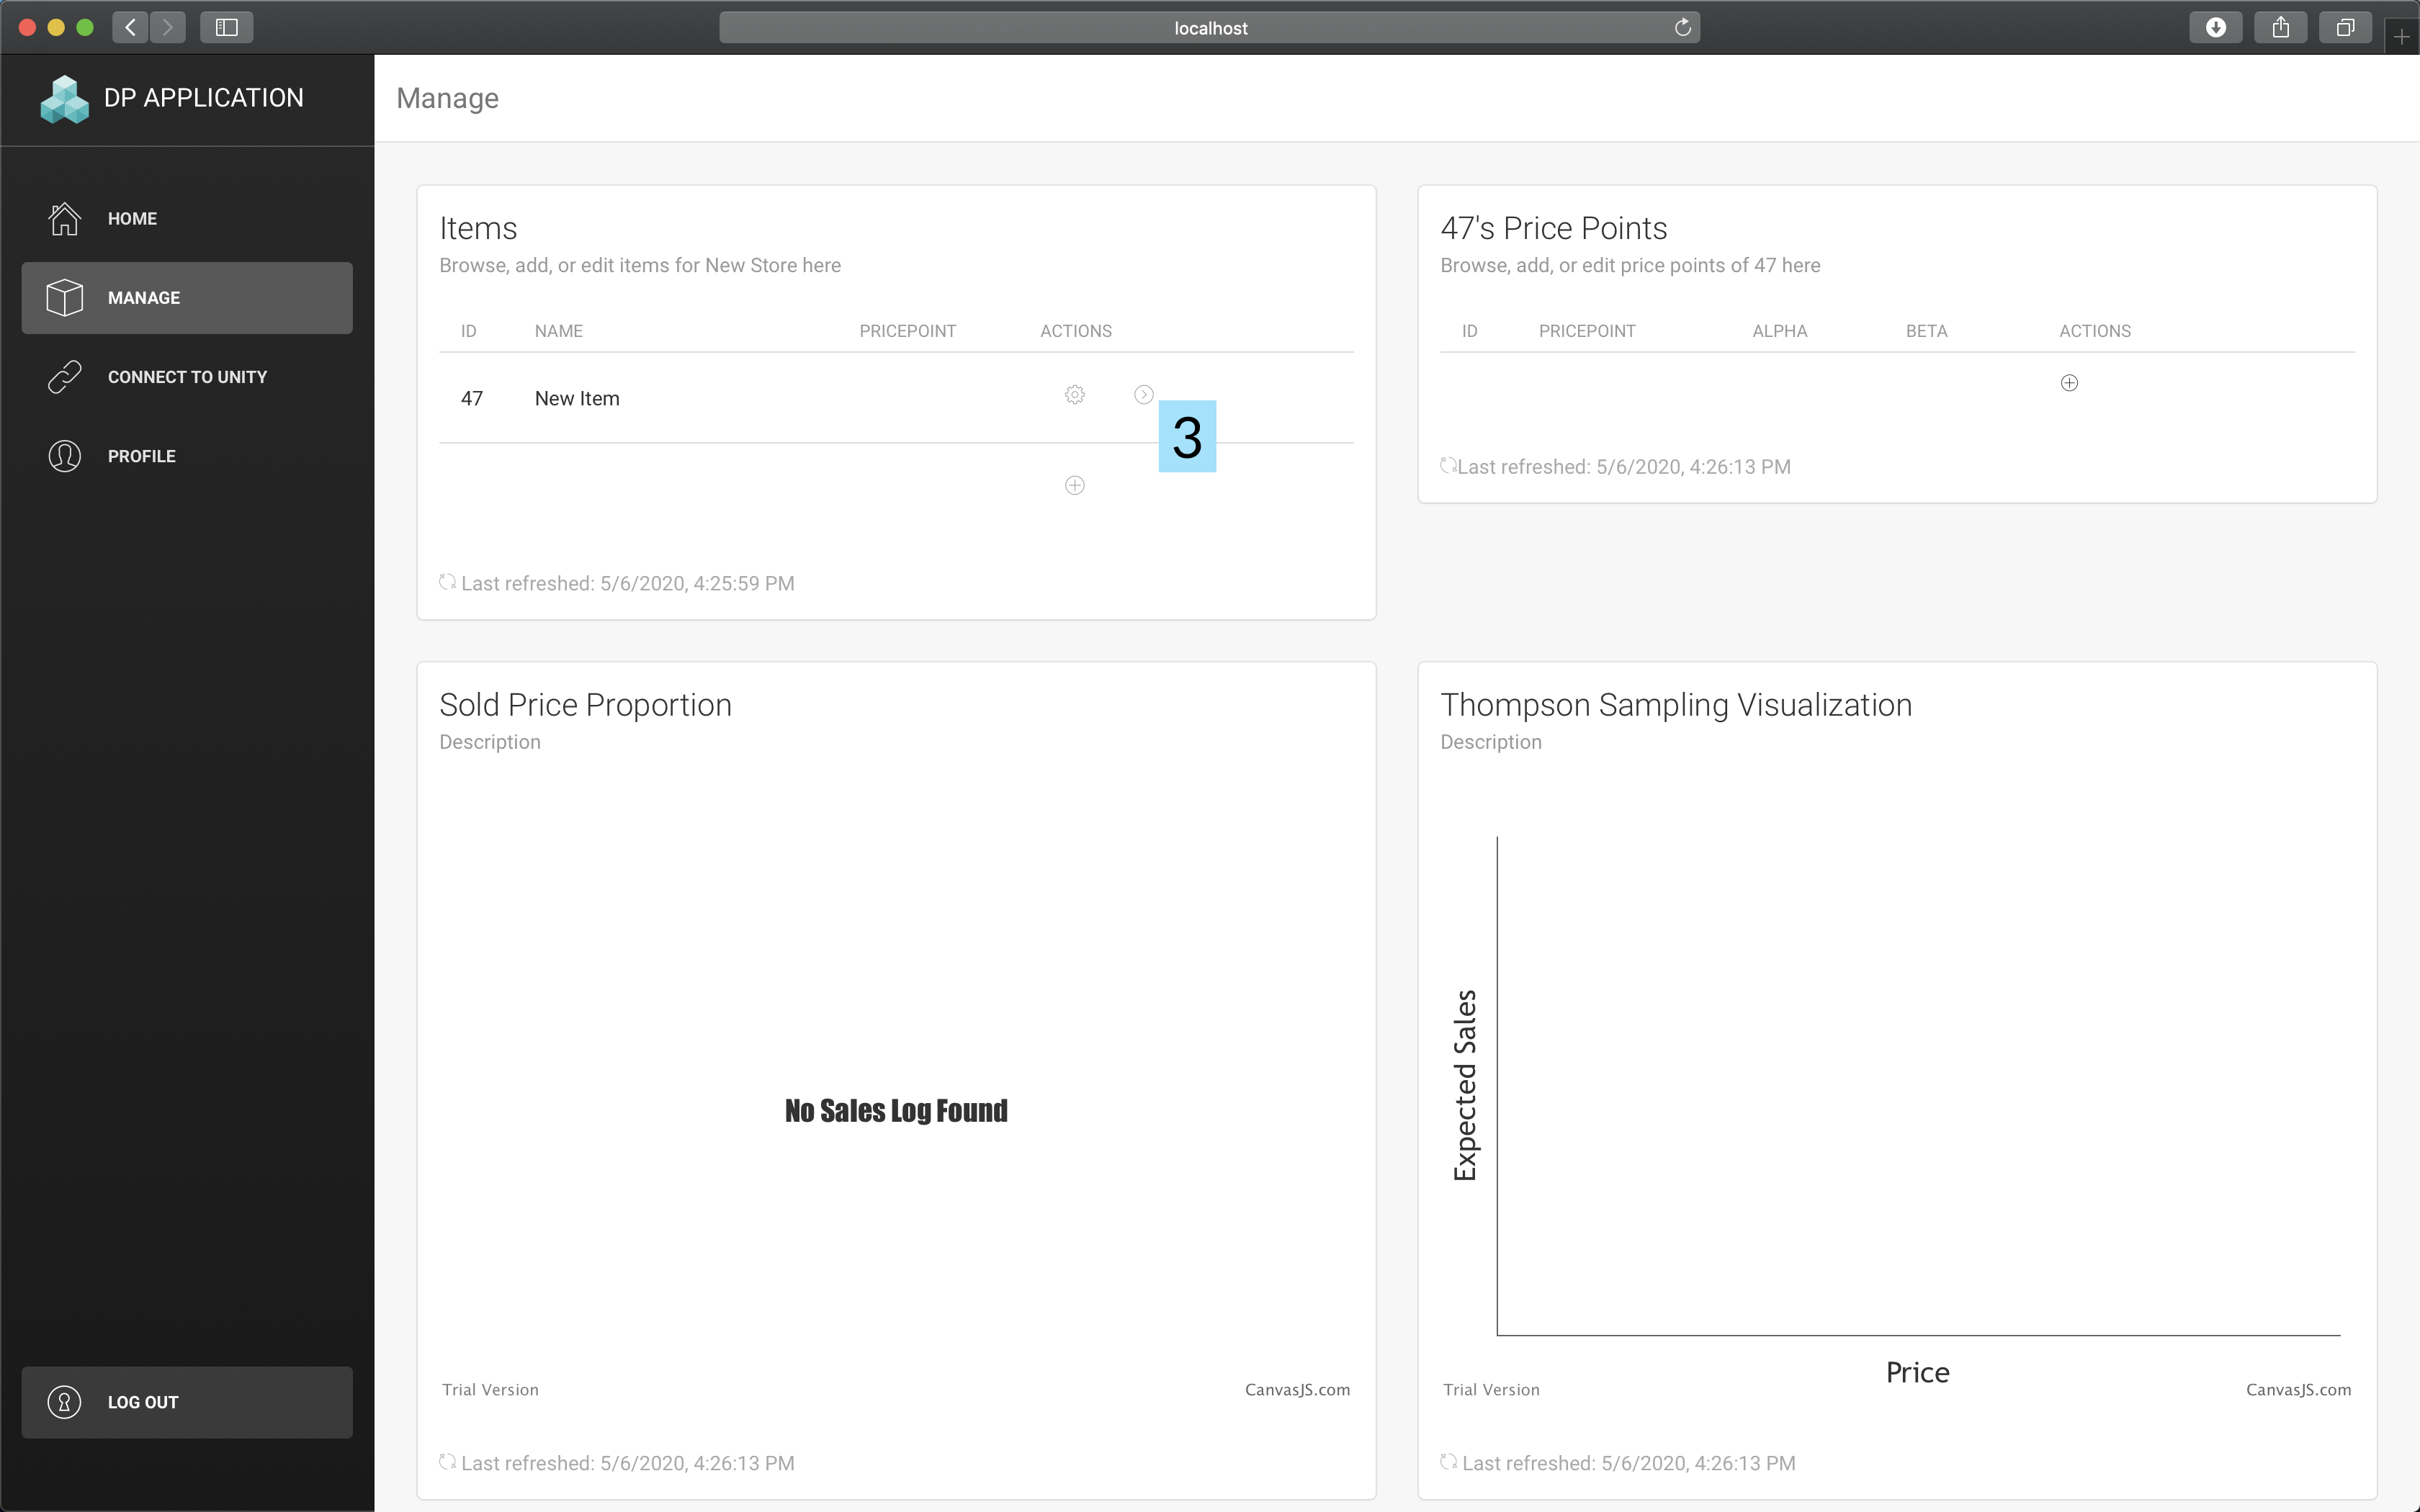 localhost
DP APPLICATION
HOME
MANAGE
CONNECT TO UNITY
PROFILE
LOG OUT
Manage
Items
Browse, add, or edit items for New Store here
ID NAME PRICEPOINT ACTIONS
47 New Item
3
Last refreshed: 5/6/2020, 4:25:59 PM
47's Price Points
Browse, add, or edit price points of 47 here
ID PRICEPOINT ALPHA BETA ACTIONS
Last refreshed: 5/6/2020, 4:26:13 PM
Sold Price Proportion
Description
No Sales Log Found
Trial Version CanvasJS.com
Last refreshed: 5/6/2020, 4:26:13 PM
Thompson Sampling Visualization
Description
Expected Sales
Price
Trial Version CanvasJS.com
Last refreshed: 5/6/2020, 4:26:13 PM